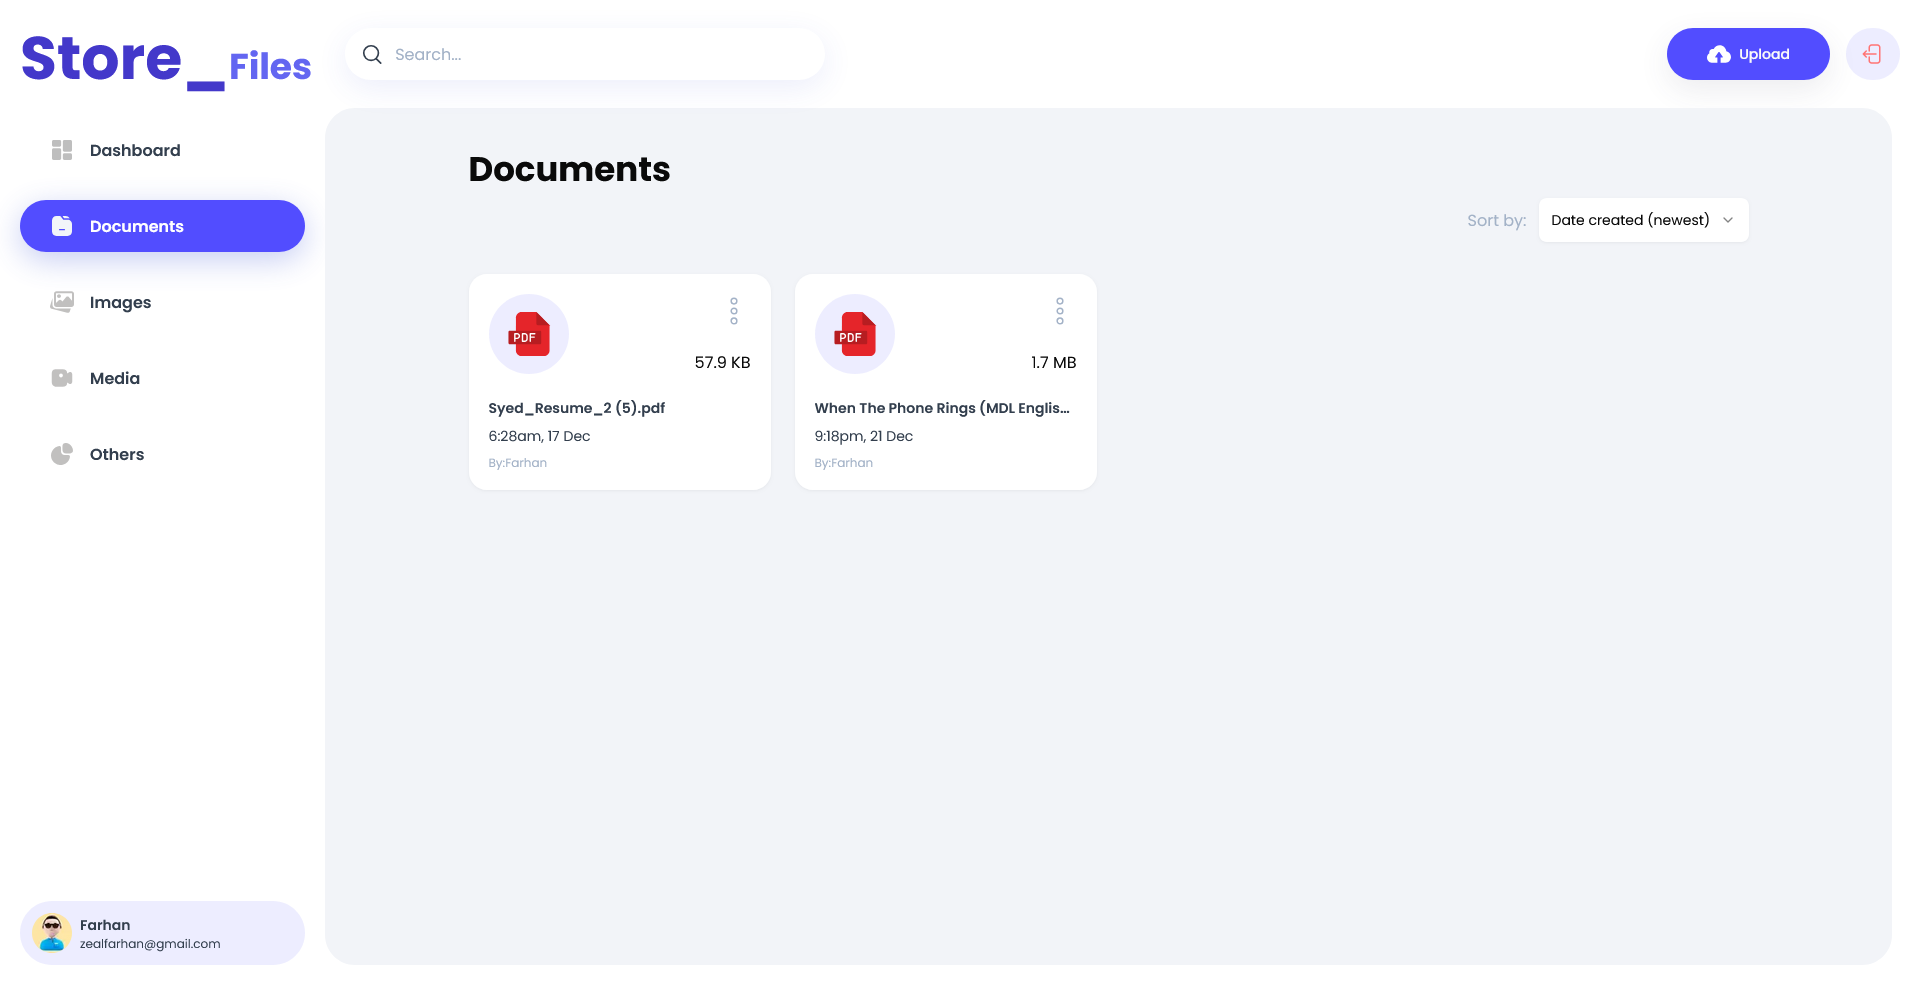 Store_Files
Search...
Upload
Dashboard
Documents
Images
Media
Others
Documents
Sort by:
Date created (newest)
PDF
57.9 KB
Syed_Resume_2 (5).pdf
6:28am, 17 Dec
By:Farhan
PDF
1.7 MB
When The Phone Rings (MDL Englis...
9:18pm, 21 Dec
By:Farhan
Farhan
zealfarhan@gmail.com